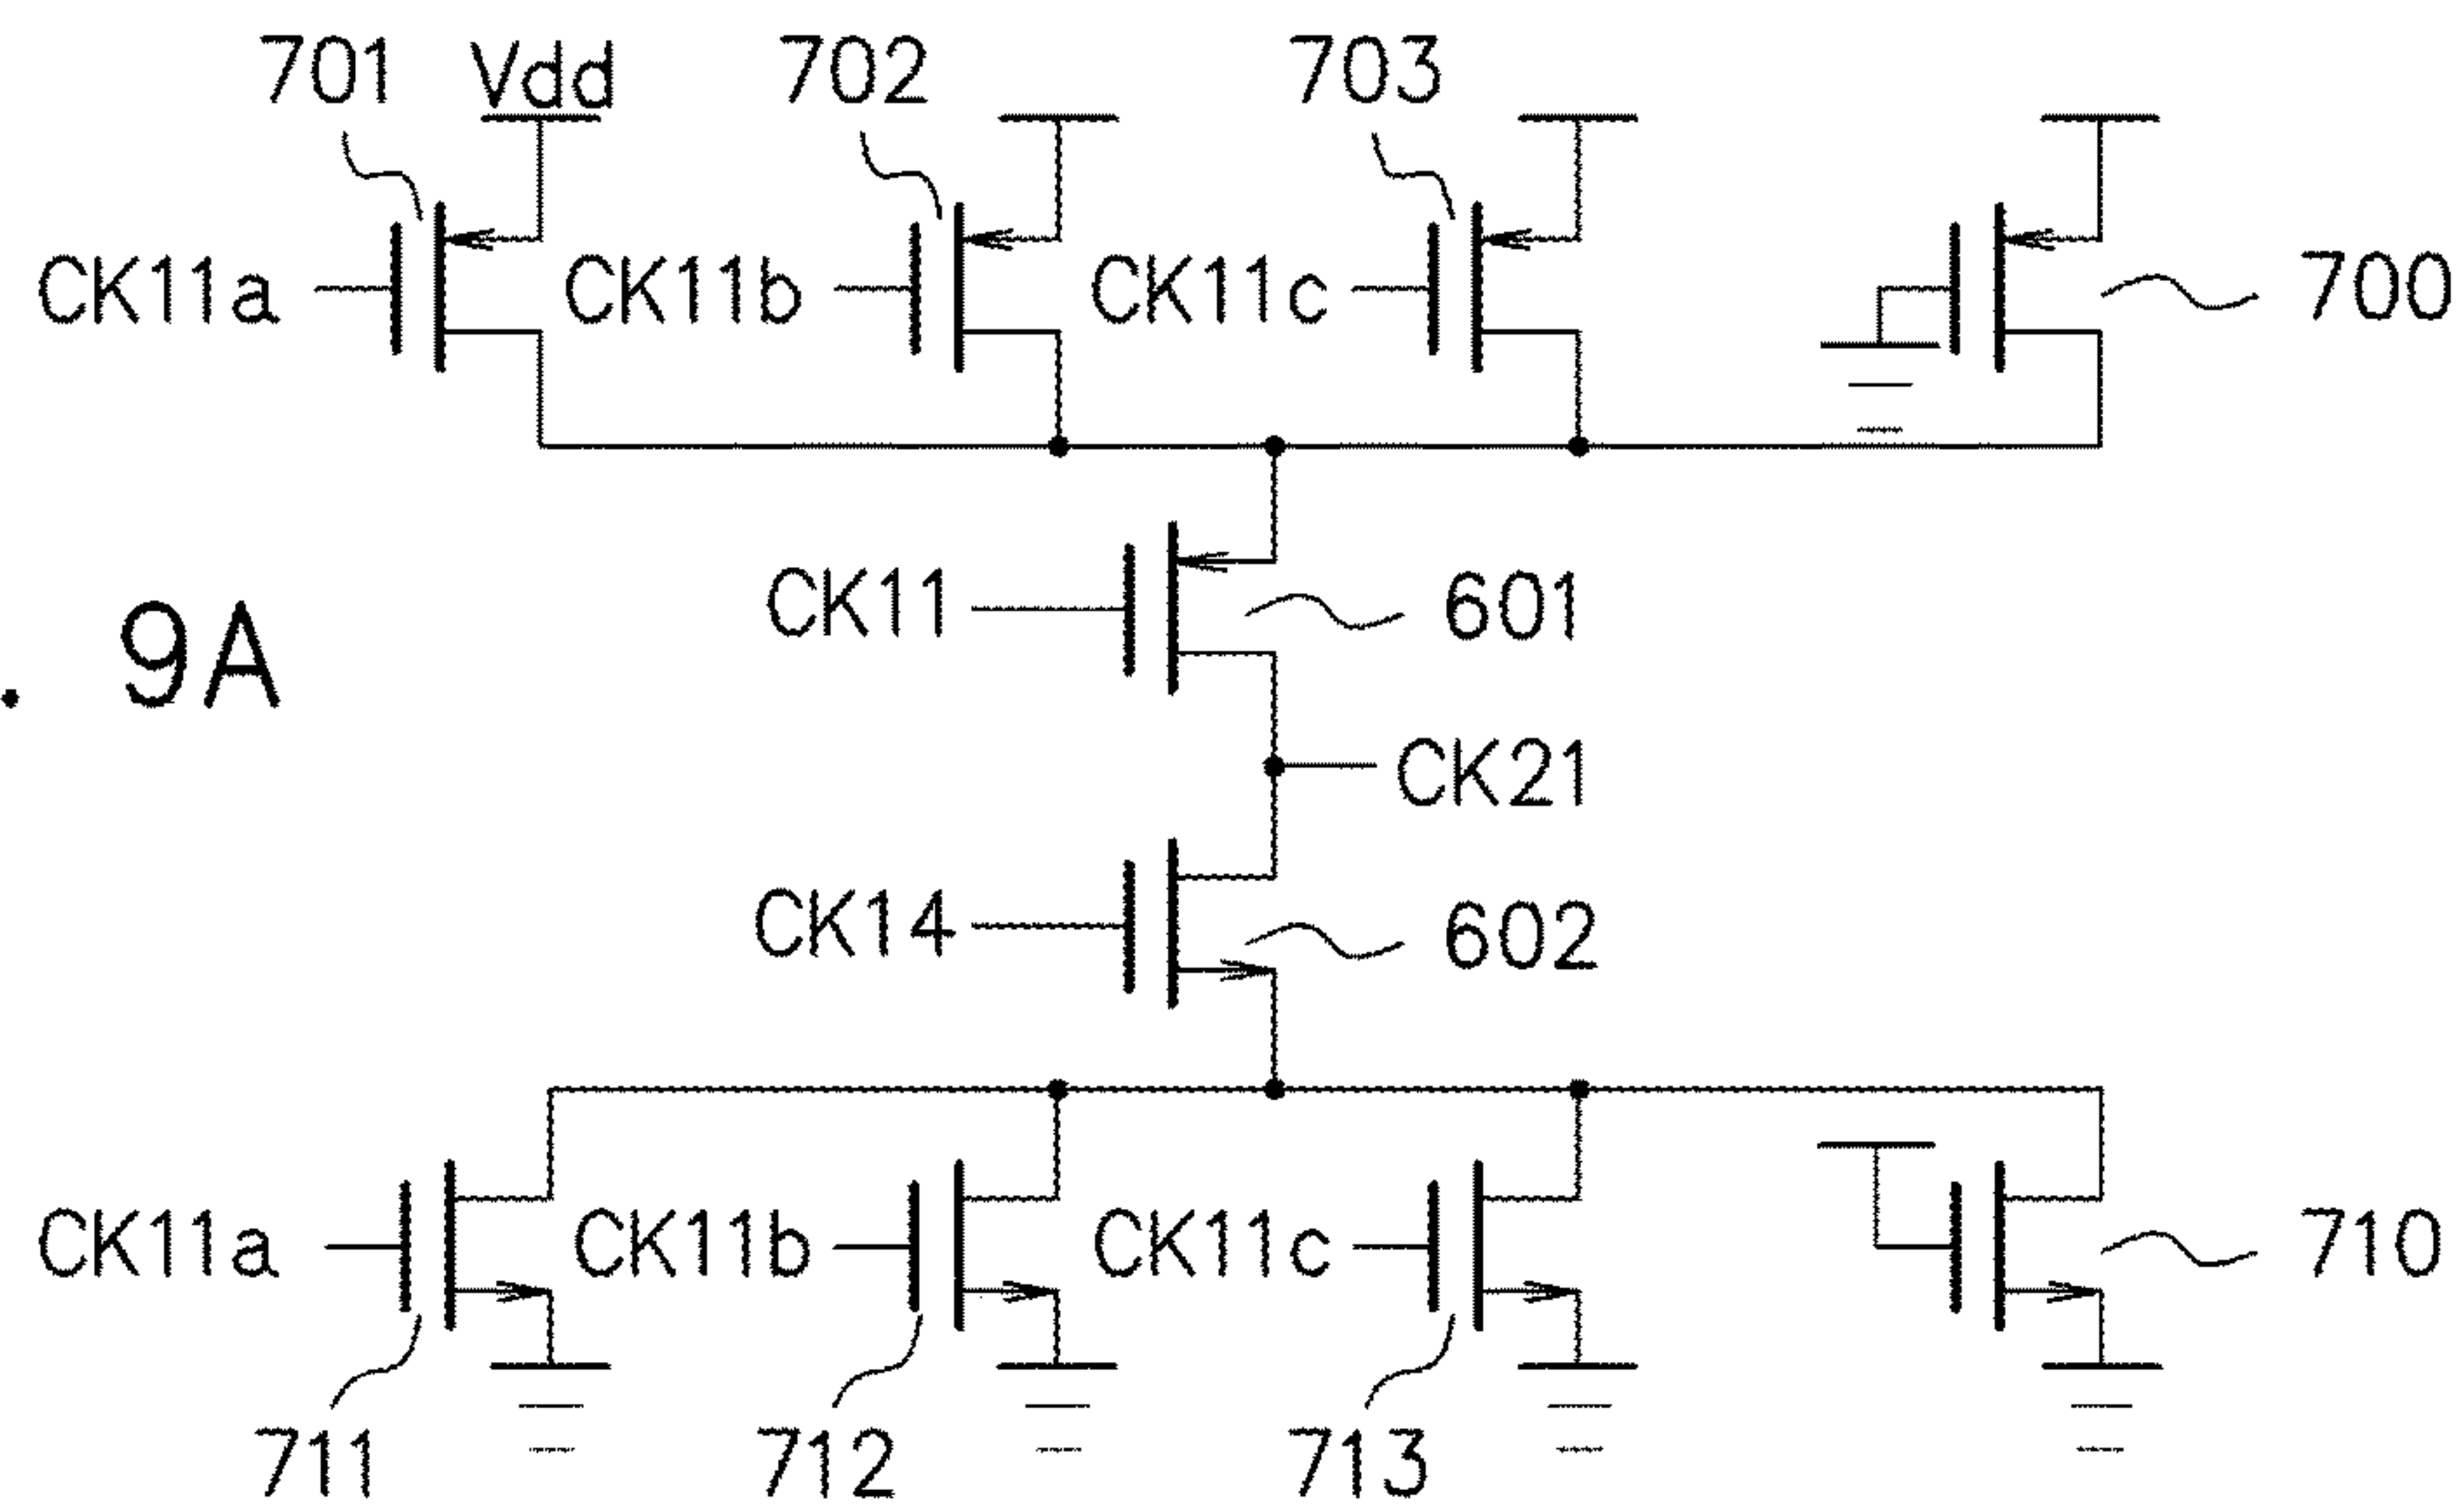 701 Vdd 702 703
CK11a CK11b CK11c 700
CK11 601
. 9A
CK21
CK14 602
CK11a CK11b CK11c 710
711 712 713